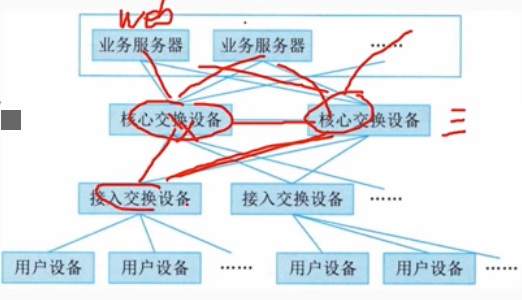 web
业务服务器 业务服务器 ……
核心交换设备 核心交换设备 三
接入交换设备 接入交换设备 ……
用户设备 用户设备 …… 用户设备 用户设备 ……